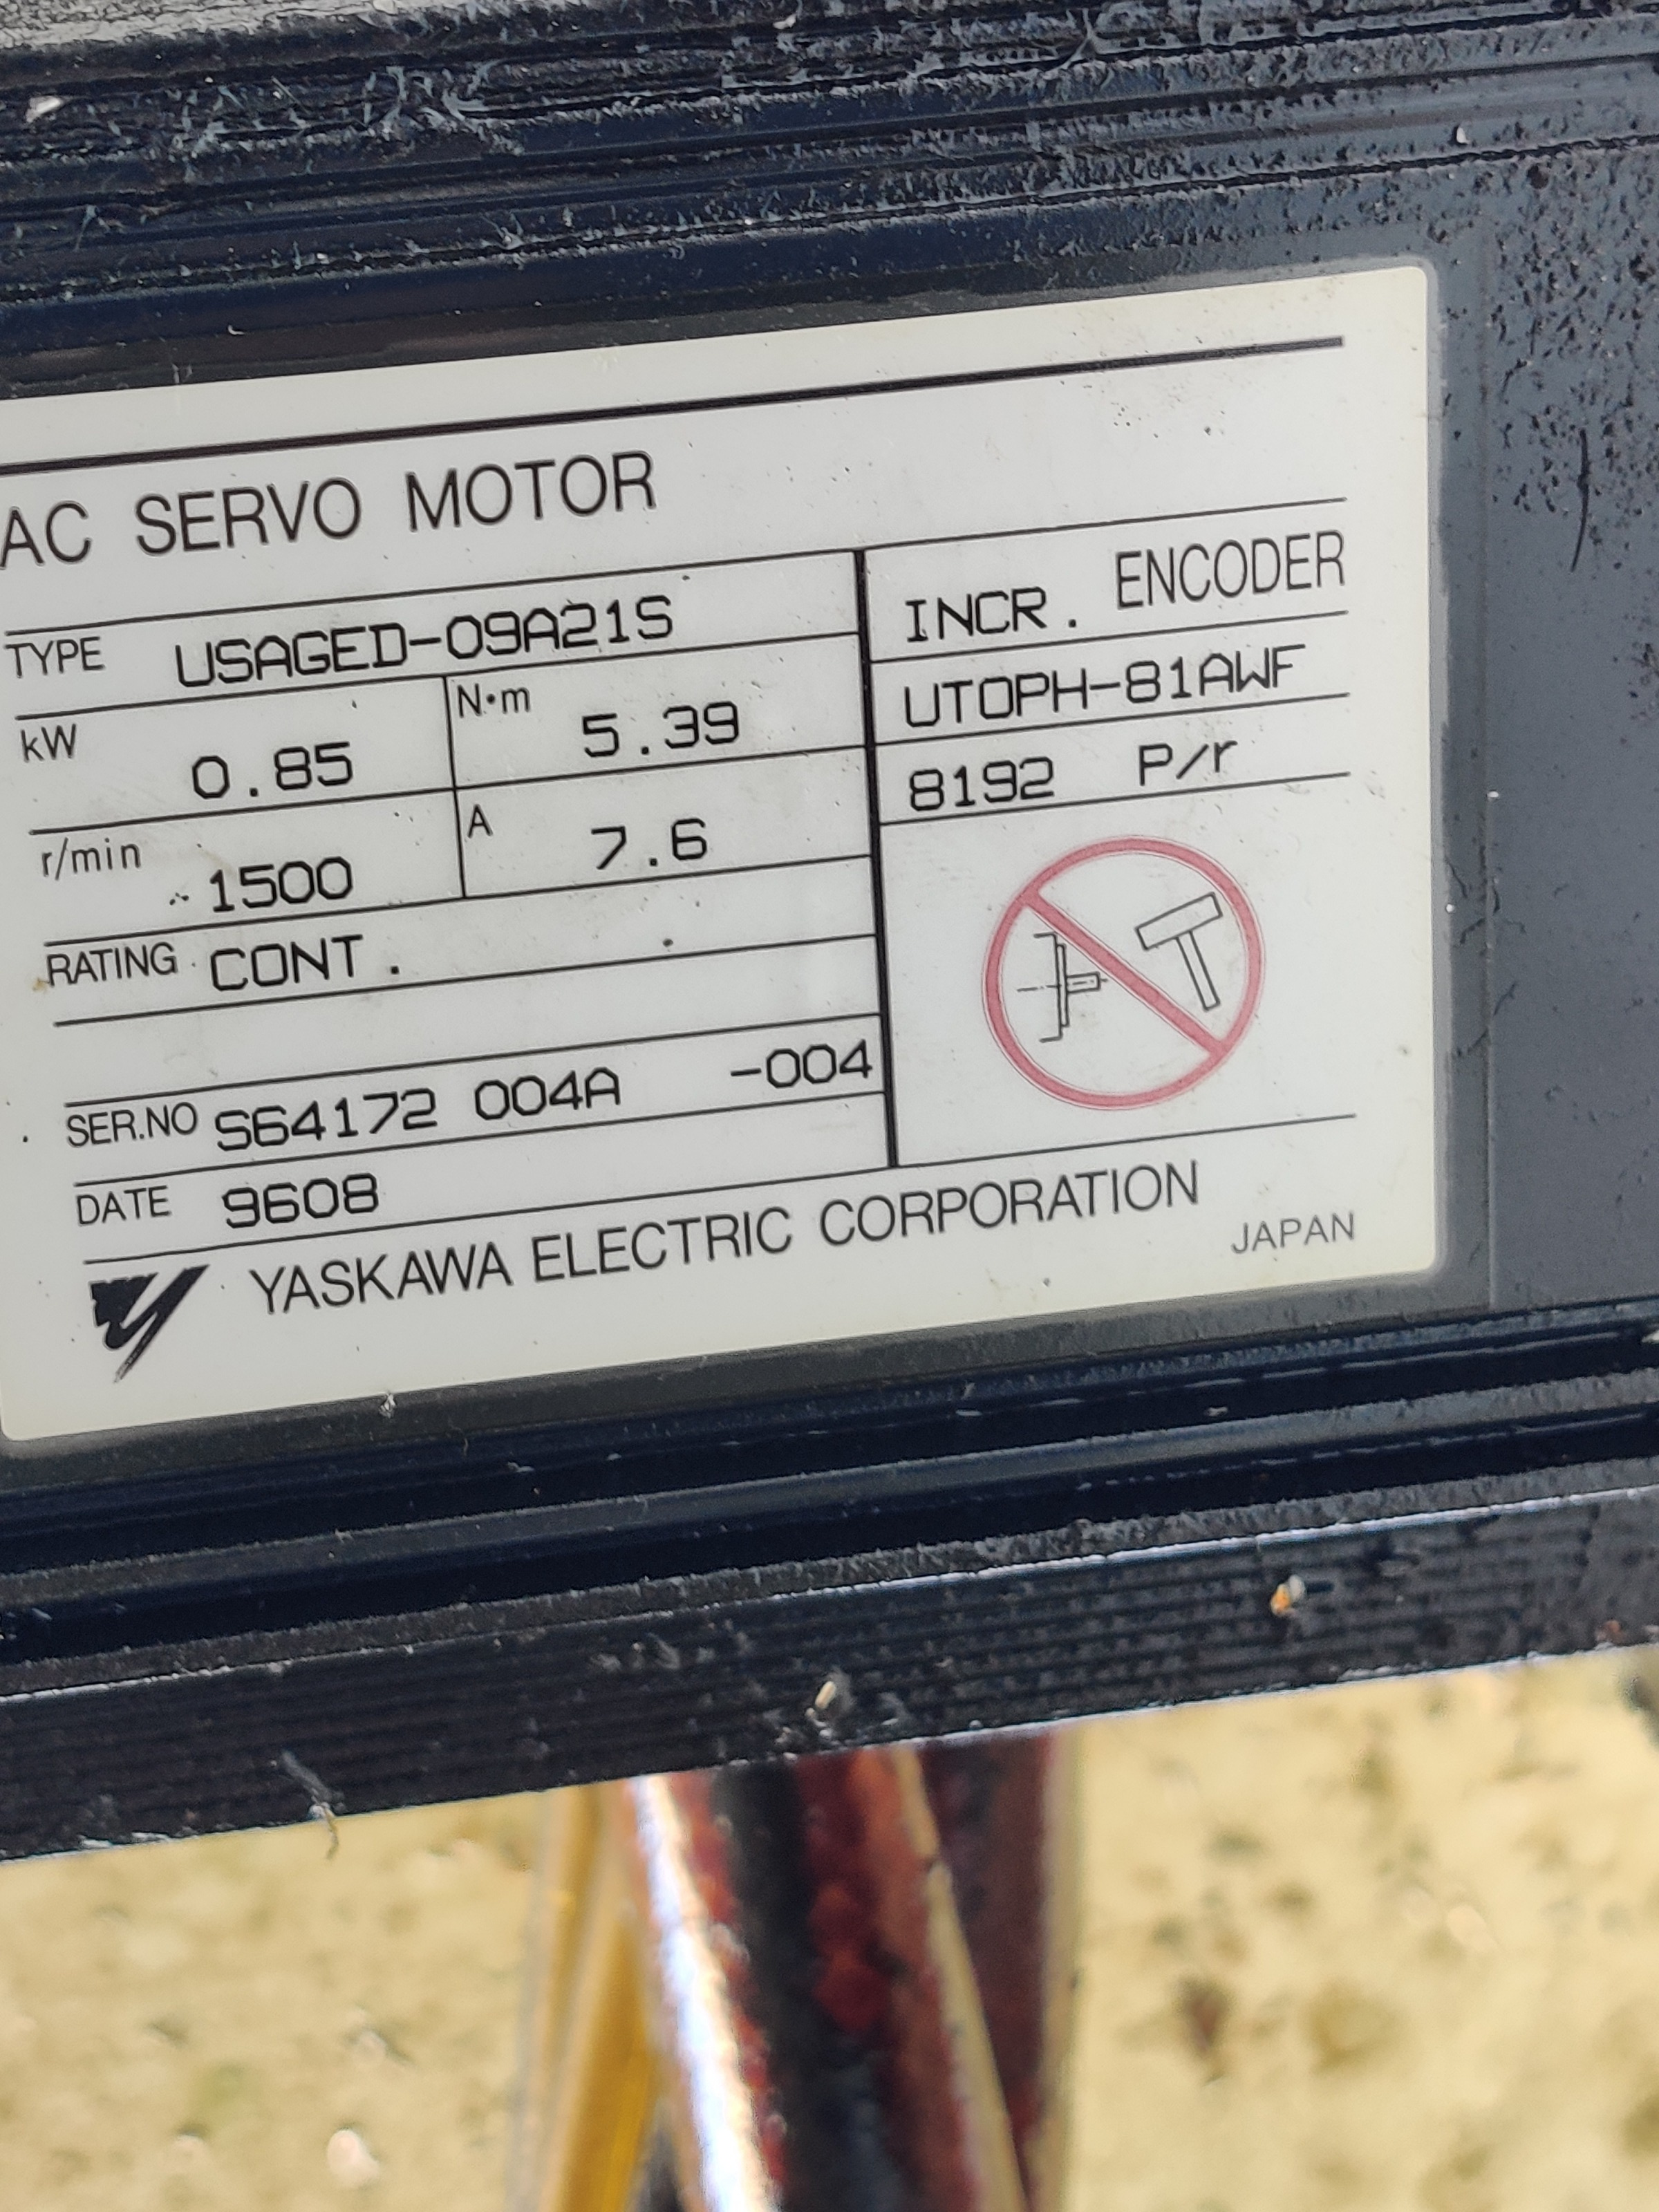 AC SERVO MOTOR
TYPE USAGED-09A21S
kW 0.85 N·m 5.39
r/min 1500 A 7.6
RATING CONT.
SER.NO S64172 004A -004
DATE 9608
INCR. ENCODER
UTOPH-81AWF
8192 P/r
YASKAWA ELECTRIC CORPORATION
JAPAN